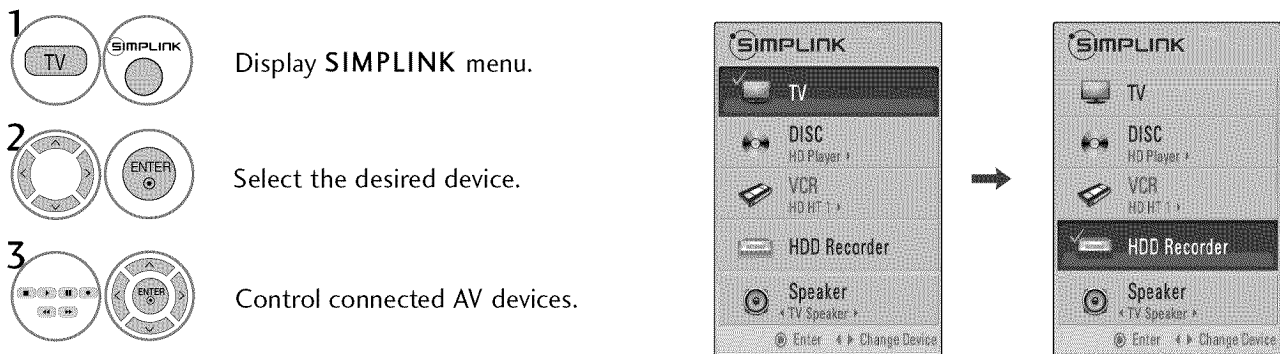 1
TV
SIMPLINK
Display SIMPLINK menu.
2
ENTER
Select the desired device.
3
ENTER
Control connected AV devices.
SIMPLINK
TV
DISC
HD Player
VCR
HD HT 1
HDD Recorder
Speaker
TV Speaker
Enter Change Device
SIMPLINK
TV
DISC
HD Player
VCR
HD HT 1
HDD Recorder
Speaker
TV Speaker
Enter Change Device